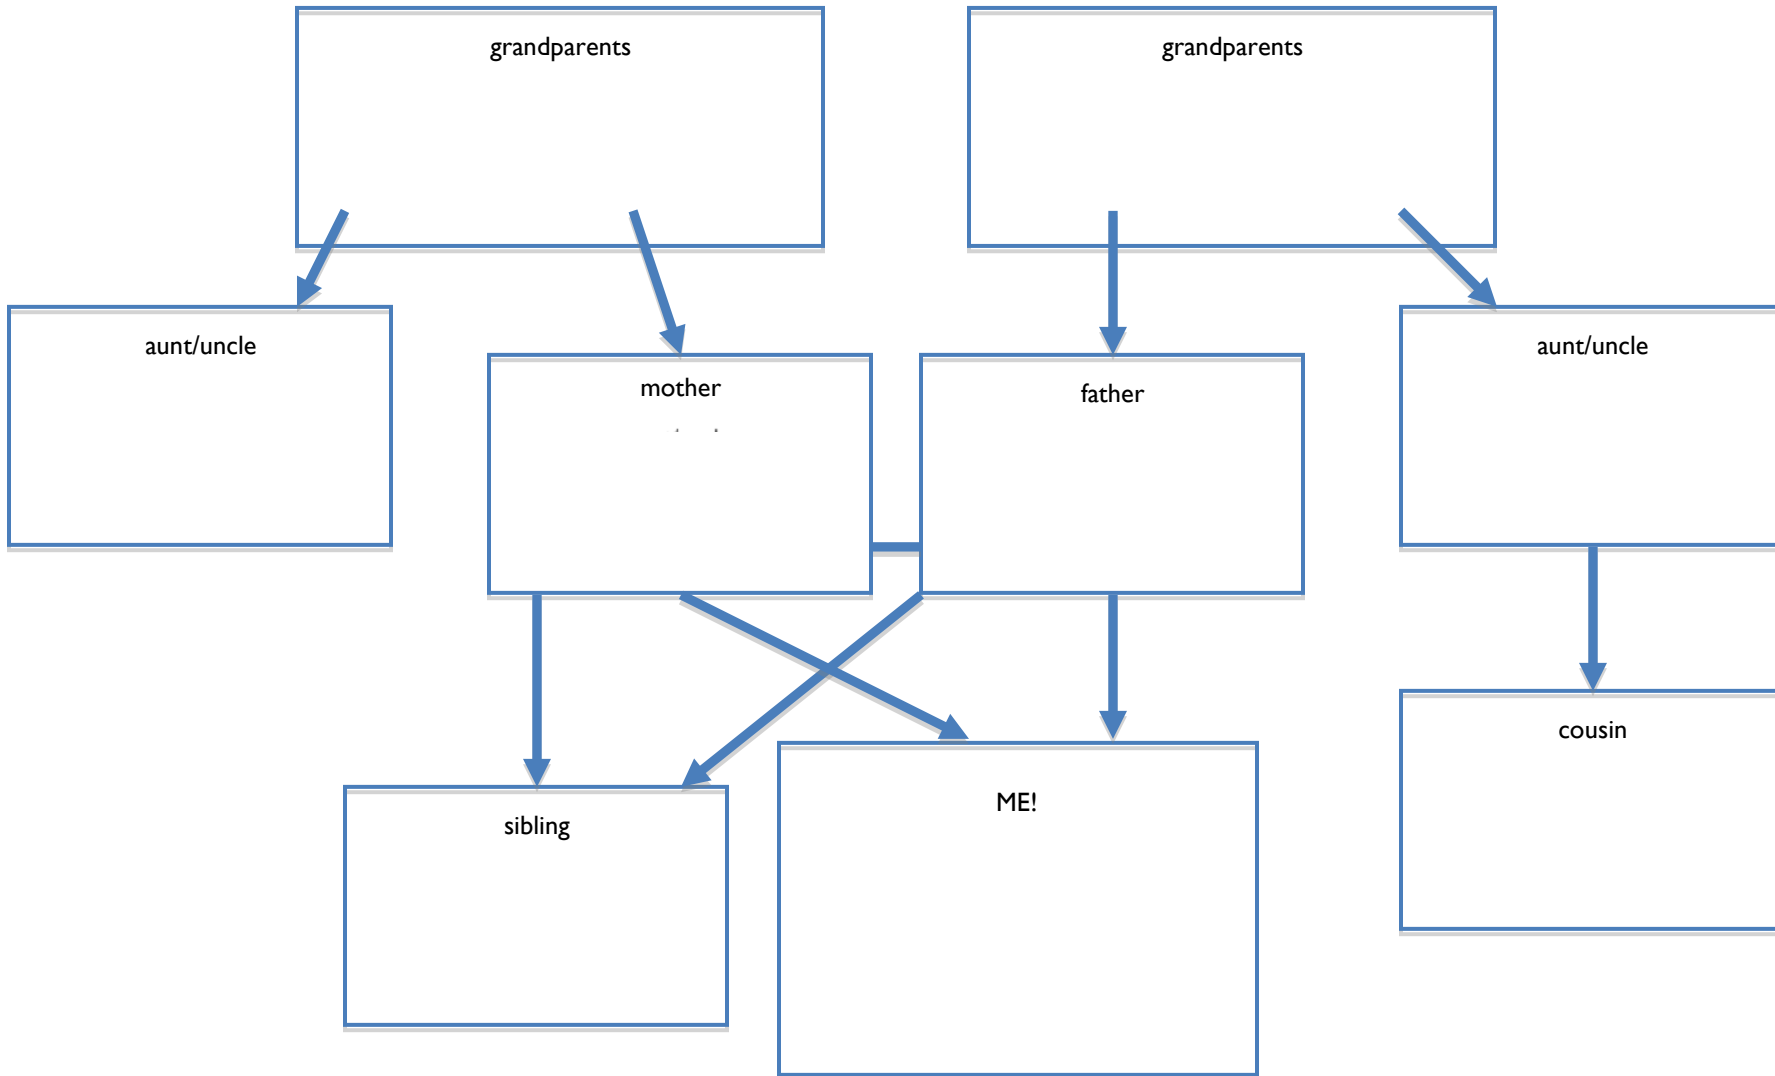 grandparents
grandparents
aunt/uncle
mother
father
aunt/uncle
sibling
ME!
cousin